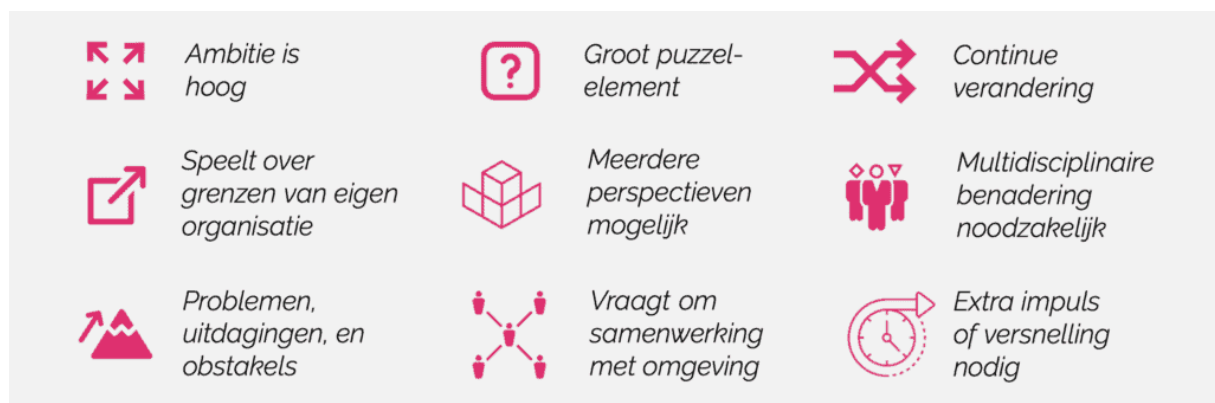 Ambitie is
hoog
Groot puzzel-
element
Continue
verandering
Speelt over
grenzen van eigen
organisatie
Meerdere
perspectieven
mogelijk
Multidisciplinaire
benadering
noodzakelijk
Problemen,
uitdagingen, en
obstakels
Vraagt om
samenwerking
met omgeving
Extra impuls
of versnelling
nodig